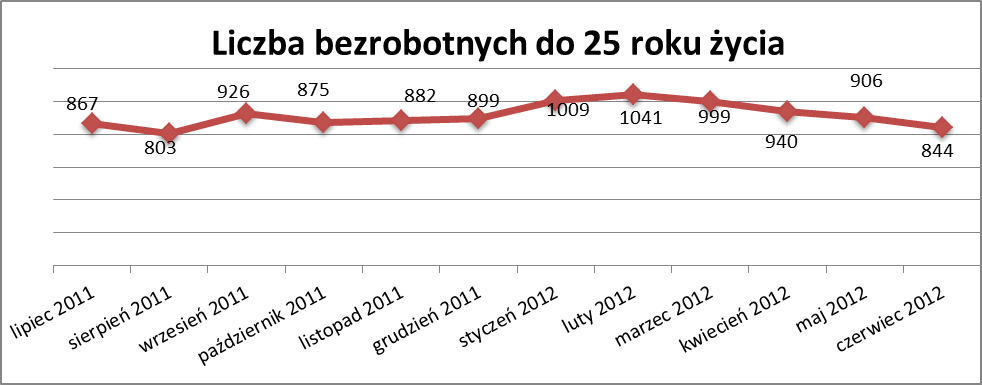 Liczba bezrobotnych do 25 roku życia
867
803
926
875
882
899
1009
1041
999
940
906
844
lipiec 2011
sierpień 2011
wrzesień 2011
październik 2011
listopad 2011
grudzień 2011
styczeń 2012
luty 2012
marzec 2012
kwiecień 2012
maj 2012
czerwiec 2012